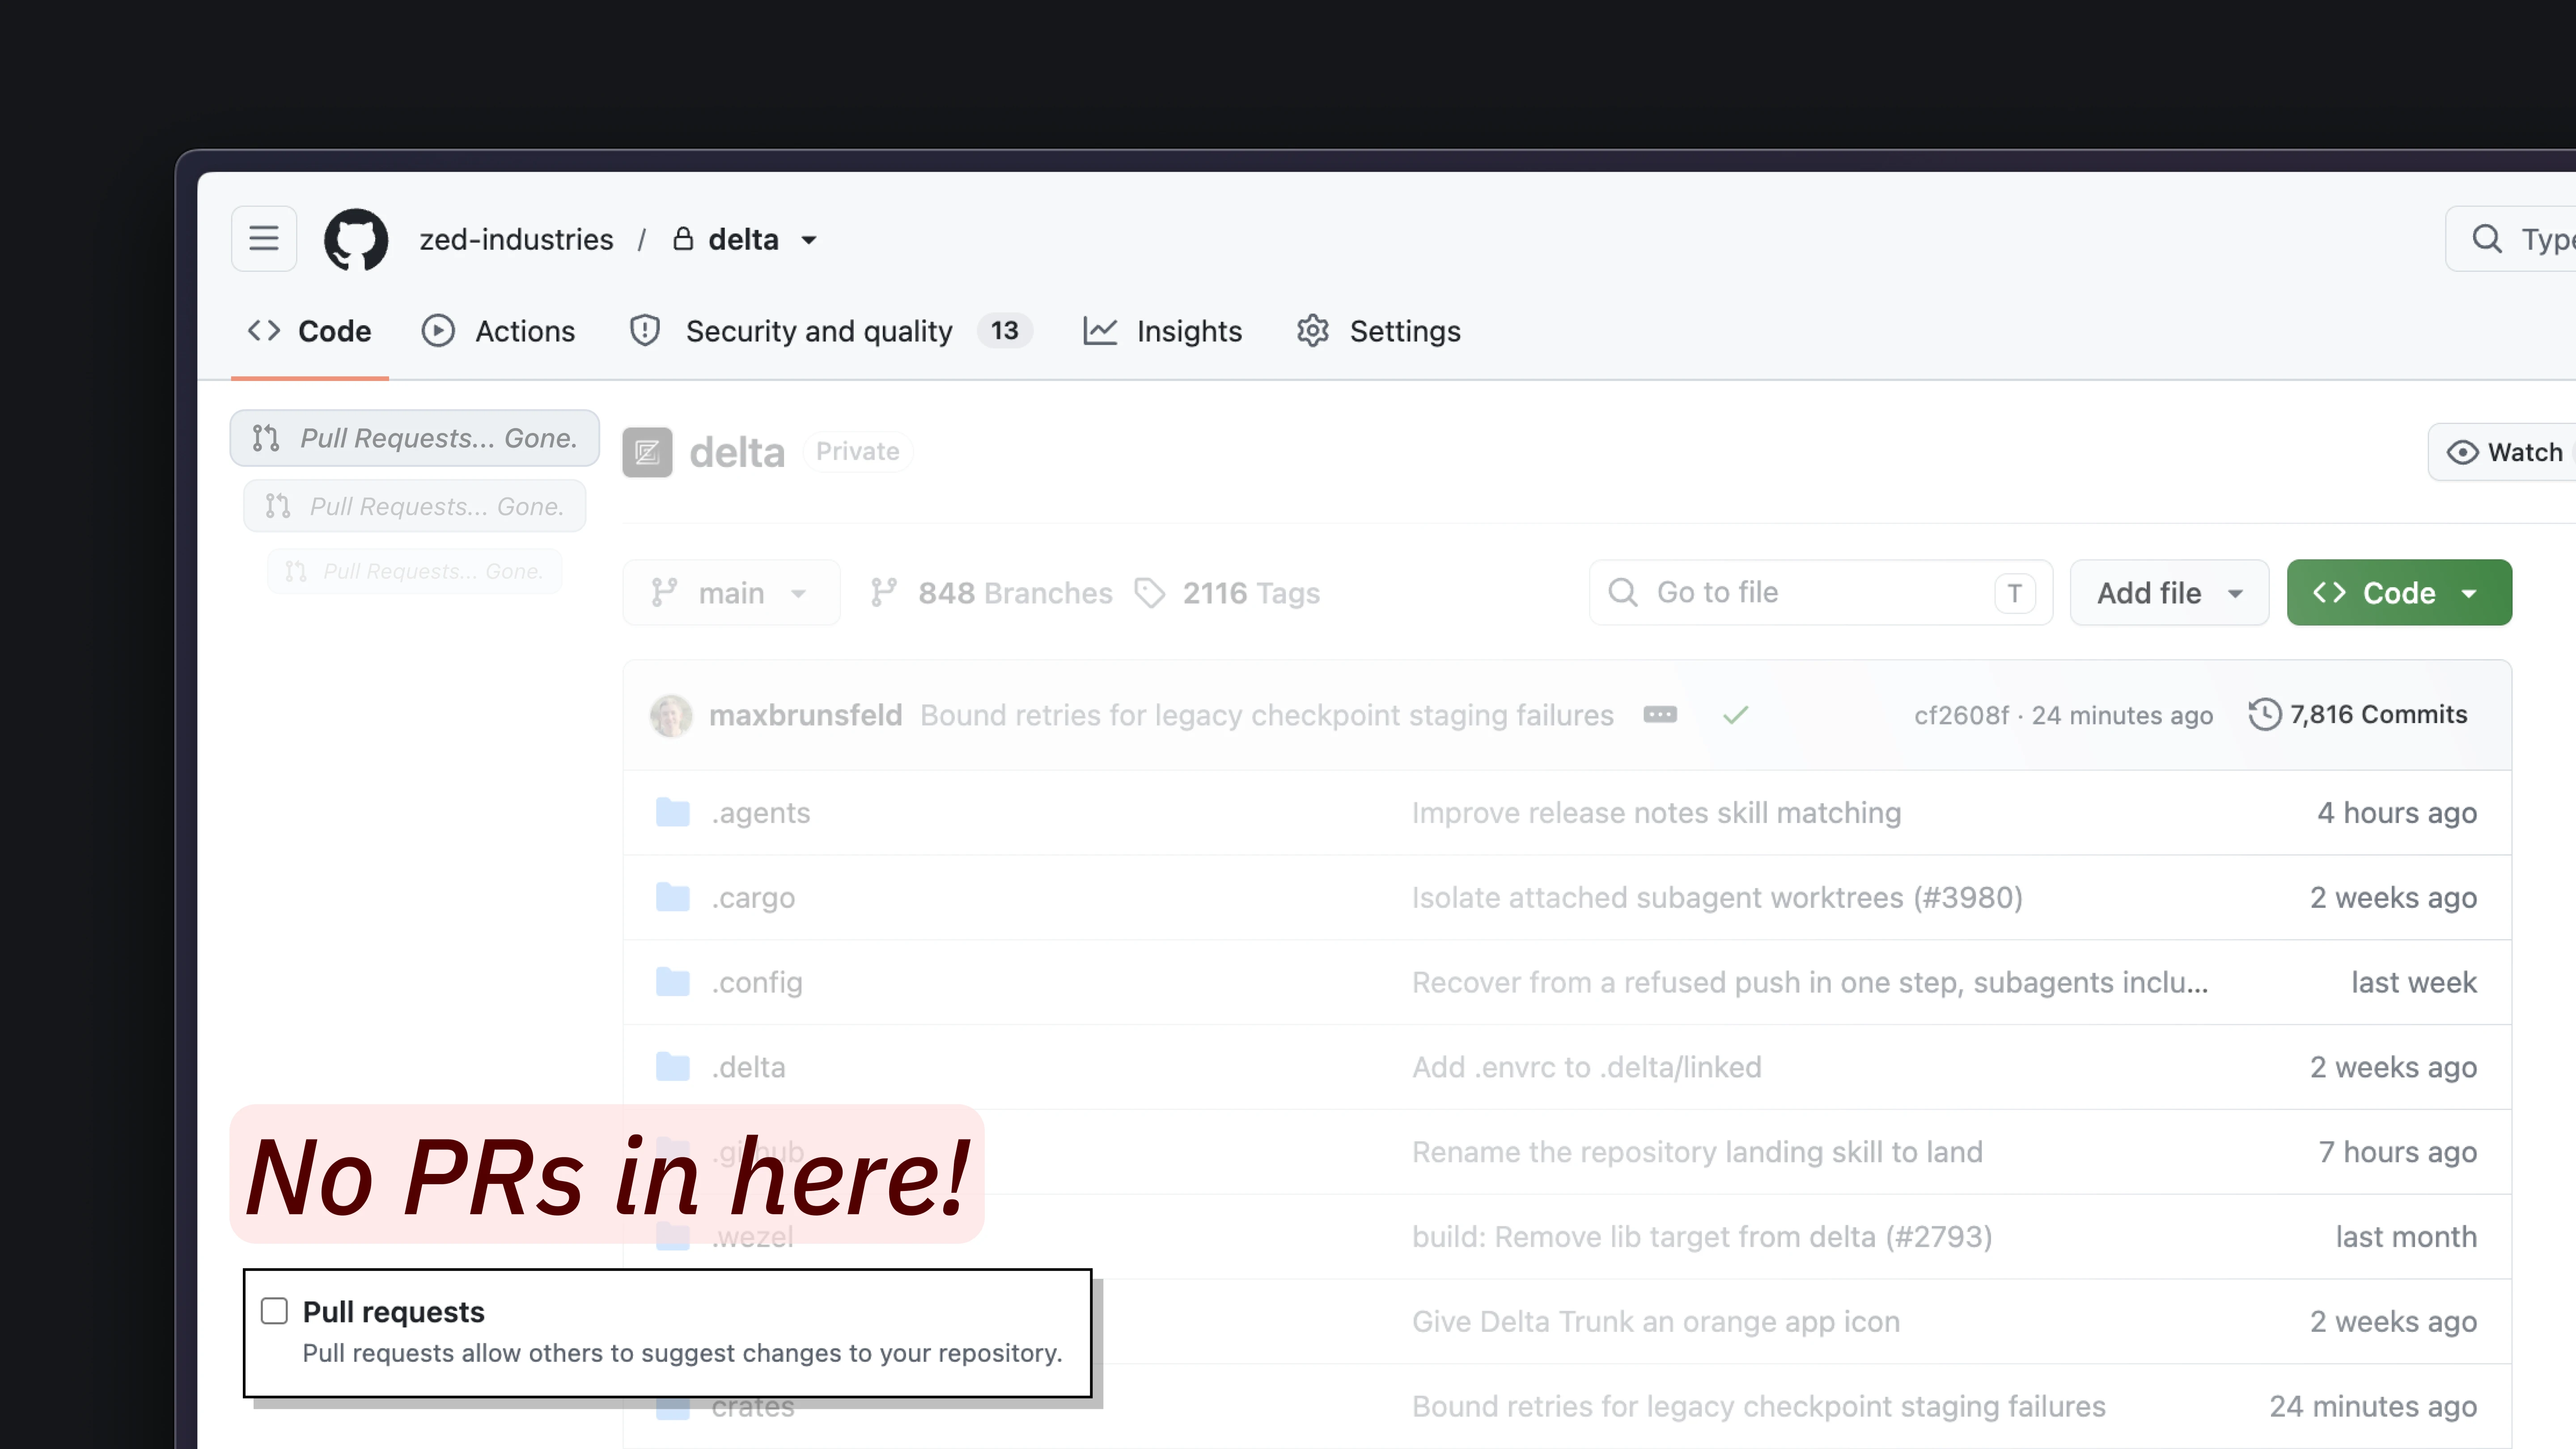 zed-industries / delta
Type
Code Actions Security and quality 13 Insights Settings
Pull Requests... Gone.
Pull Requests... Gone.
Pull Requests... Gone.
delta Private
Watch
main 848 Branches 2116 Tags
Go to file T Add file Code
maxbrunsfeld Bound retries for legacy checkpoint staging failures cf2608f · 24 minutes ago 7,816 Commits
.agents Improve release notes skill matching 4 hours ago
.cargo Isolate attached subagent worktrees (#3980) 2 weeks ago
.config Recover from a refused push in one step, subagents inclu... last week
.delta Add .envrc to .delta/linked 2 weeks ago
.github Rename the repository landing skill to land 7 hours ago
No PRs in here!
.wezel build: Remove lib target from delta (#2793) last month
Give Delta Trunk an orange app icon 2 weeks ago
Pull requests
Pull requests allow others to suggest changes to your repository.
crates Bound retries for legacy checkpoint staging failures 24 minutes ago